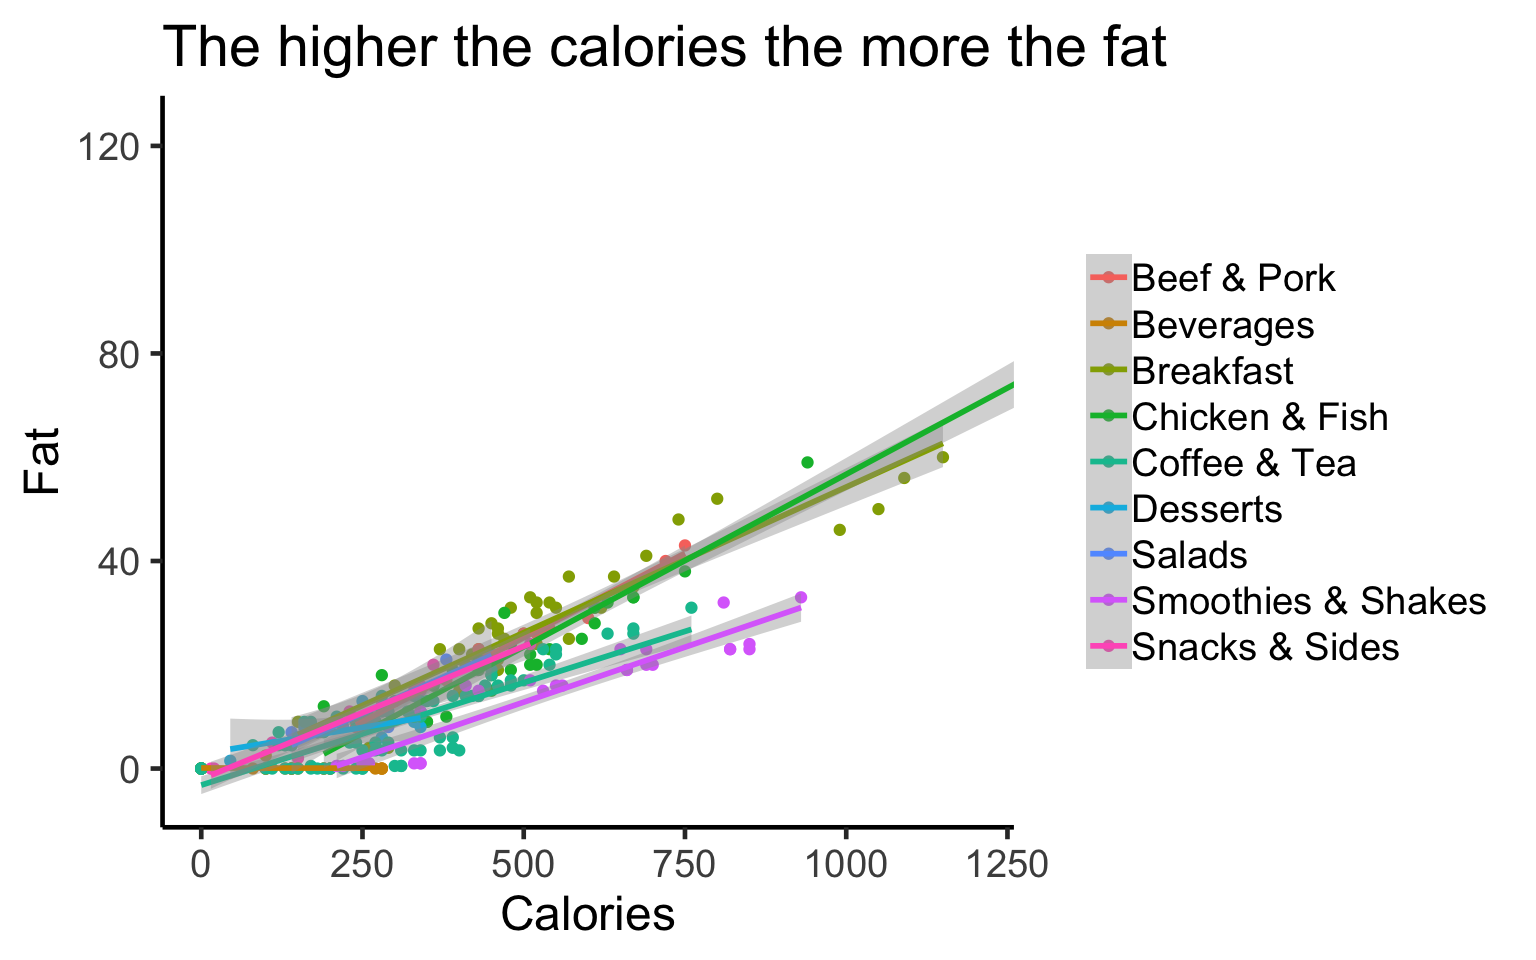 The higher the calories the more the fat
120
80
40
0
Fat
0 250 500 750 1000 1250
Calories
Beef & Pork
Beverages
Breakfast
Chicken & Fish
Coffee & Tea
Desserts
Salads
Smoothies & Shakes
Snacks & Sides